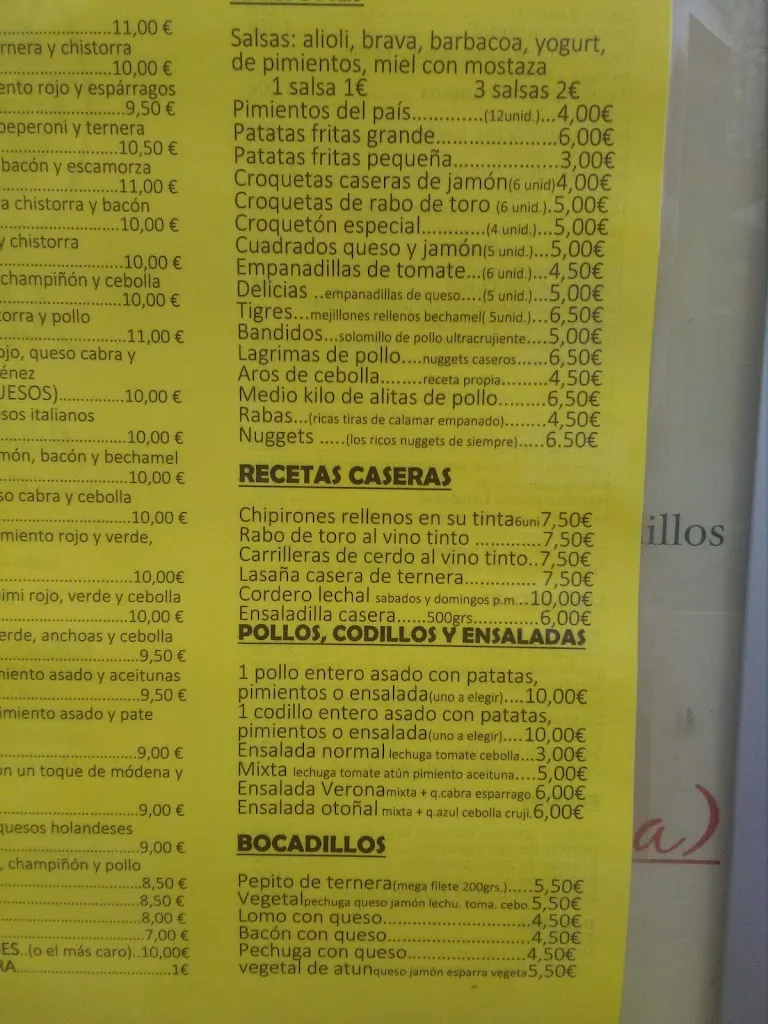 11,00 €
rnera y chistorra
10,00 €
ento rojo y espárragos
9,50 €
peperoni y ternera
10,50 €
bacón y escamorza
11,00 €
a chistorra y bacón
10,00 €
y chistorra
10,00 €
champiñón y cebolla
10,00 €
orra y pollo
11,00 €
ojo, queso cabra y
énez
UESOS)..............10,00 €
sos italianos
10,00 €
món, bacón y bechamel
10,00 €
so cabra y cebolla
10,00 €
miento rojo y verde,
10,00€
imi rojo, verde y cebolla
10,00 €
erde, anchoas y cebolla
9,50 €
miento asado y aceitunas
9,50 €
imiento asado y pate
9,00 €
on un toque de módena y
9,00 €
quesos holandeses
9,00 €
, champiñón y pollo
8,50 €
8,50 €
8,00 €
7,00 €
ES..(o el más caro)..10,00€
RA..........................1€
Salsas: alioli, brava, barbacoa, yogurt,
de pimientos, miel con mostaza
1 salsa 1€ 3 salsas 2€
Pimientos del país............(12unid.)...4,00€
Patatas fritas grande.....................6,00€
Patatas fritas pequeña..................3,00€
Croquetas caseras de jamón(6 unid)4,00€
Croquetas de rabo de toro (6 unid.).5,00€
Croquetón especial...........(4 unid.)...5,00€
Cuadrados queso y jamón(5 unid.)...5,00€
Empanadillas de tomate...(6 unid.)...4,50€
Delicias ..empanadillas de queso....(5 unid.)...5,00€
Tigres...mejillones rellenos bechamel( 5unid.)...6,50€
Bandidos...solomillo de pollo ultracrujiente....5,00€
Lagrimas de pollo....nuggets caseros......6,50€
Aros de cebolla........receta propia.........4,50€
Medio kilo de alitas de pollo........6,50€
Rabas...(ricas tiras de calamar empanado)........4,50€
Nuggets .....(los ricos nuggets de siempre).....6.50€
RECETAS CASERAS
Chipirones rellenos en su tinta6uni7,50€
Rabo de toro al vino tinto ...........7,50€
Carrilleras de cerdo al vino tinto..7,50€
Lasaña casera de ternera............. 7,50€
Cordero lechal sabados y domingos p.m...10,00€
Ensaladilla casera......500grs............6,00€
POLLOS, CODILLOS Y ENSALADAS
1 pollo entero asado con patatas,
pimientos o ensalada(uno a elegir)....10,00€
1 codillo entero asado con patatas,
pimientos o ensalada(uno a elegir)....10,00€
Ensalada normal lechuga tomate cebolla...3,00€
Mixta lechuga tomate atún pimiento aceituna....5,00€
Ensalada Verona mixta + q.cabra esparrago.6,00€
Ensalada otoñal mixta + q.azul cebolla cruji.6,00€
BOCADILLOS
Pepito de ternera(mega filete 200grs.).....5,50€
Vegetal pechuga queso jamón lechu. toma. cebo.5,50€
Lomo con queso.........................4,50€
Bacón con queso.........................4,50€
Pechuga con queso.....................4,50€
vegetal de atun queso jamón esparra vegeta5,50€
illos
a)